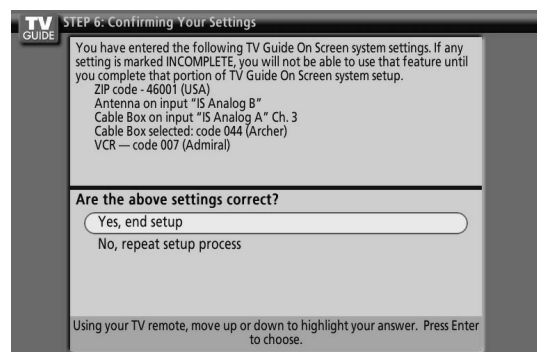 TV
GUIDE
STEP 6: Confirming Your Settings
You have entered the following TV Guide On Screen system settings. If any
setting is marked INCOMPLETE, you will not be able to use that feature until
you complete that portion of TV Guide On Screen system setup.
ZIP code - 46001 (USA)
Antenna on input “IS Analog B”
Cable Box on input “IS Analog A” Ch. 3
Cable Box selected: code 044 (Archer)
VCR — code 007 (Admiral)
Are the above settings correct?
Yes, end setup
No, repeat setup process
Using your TV remote, move up or down to highlight your answer. Press Enter
to choose.